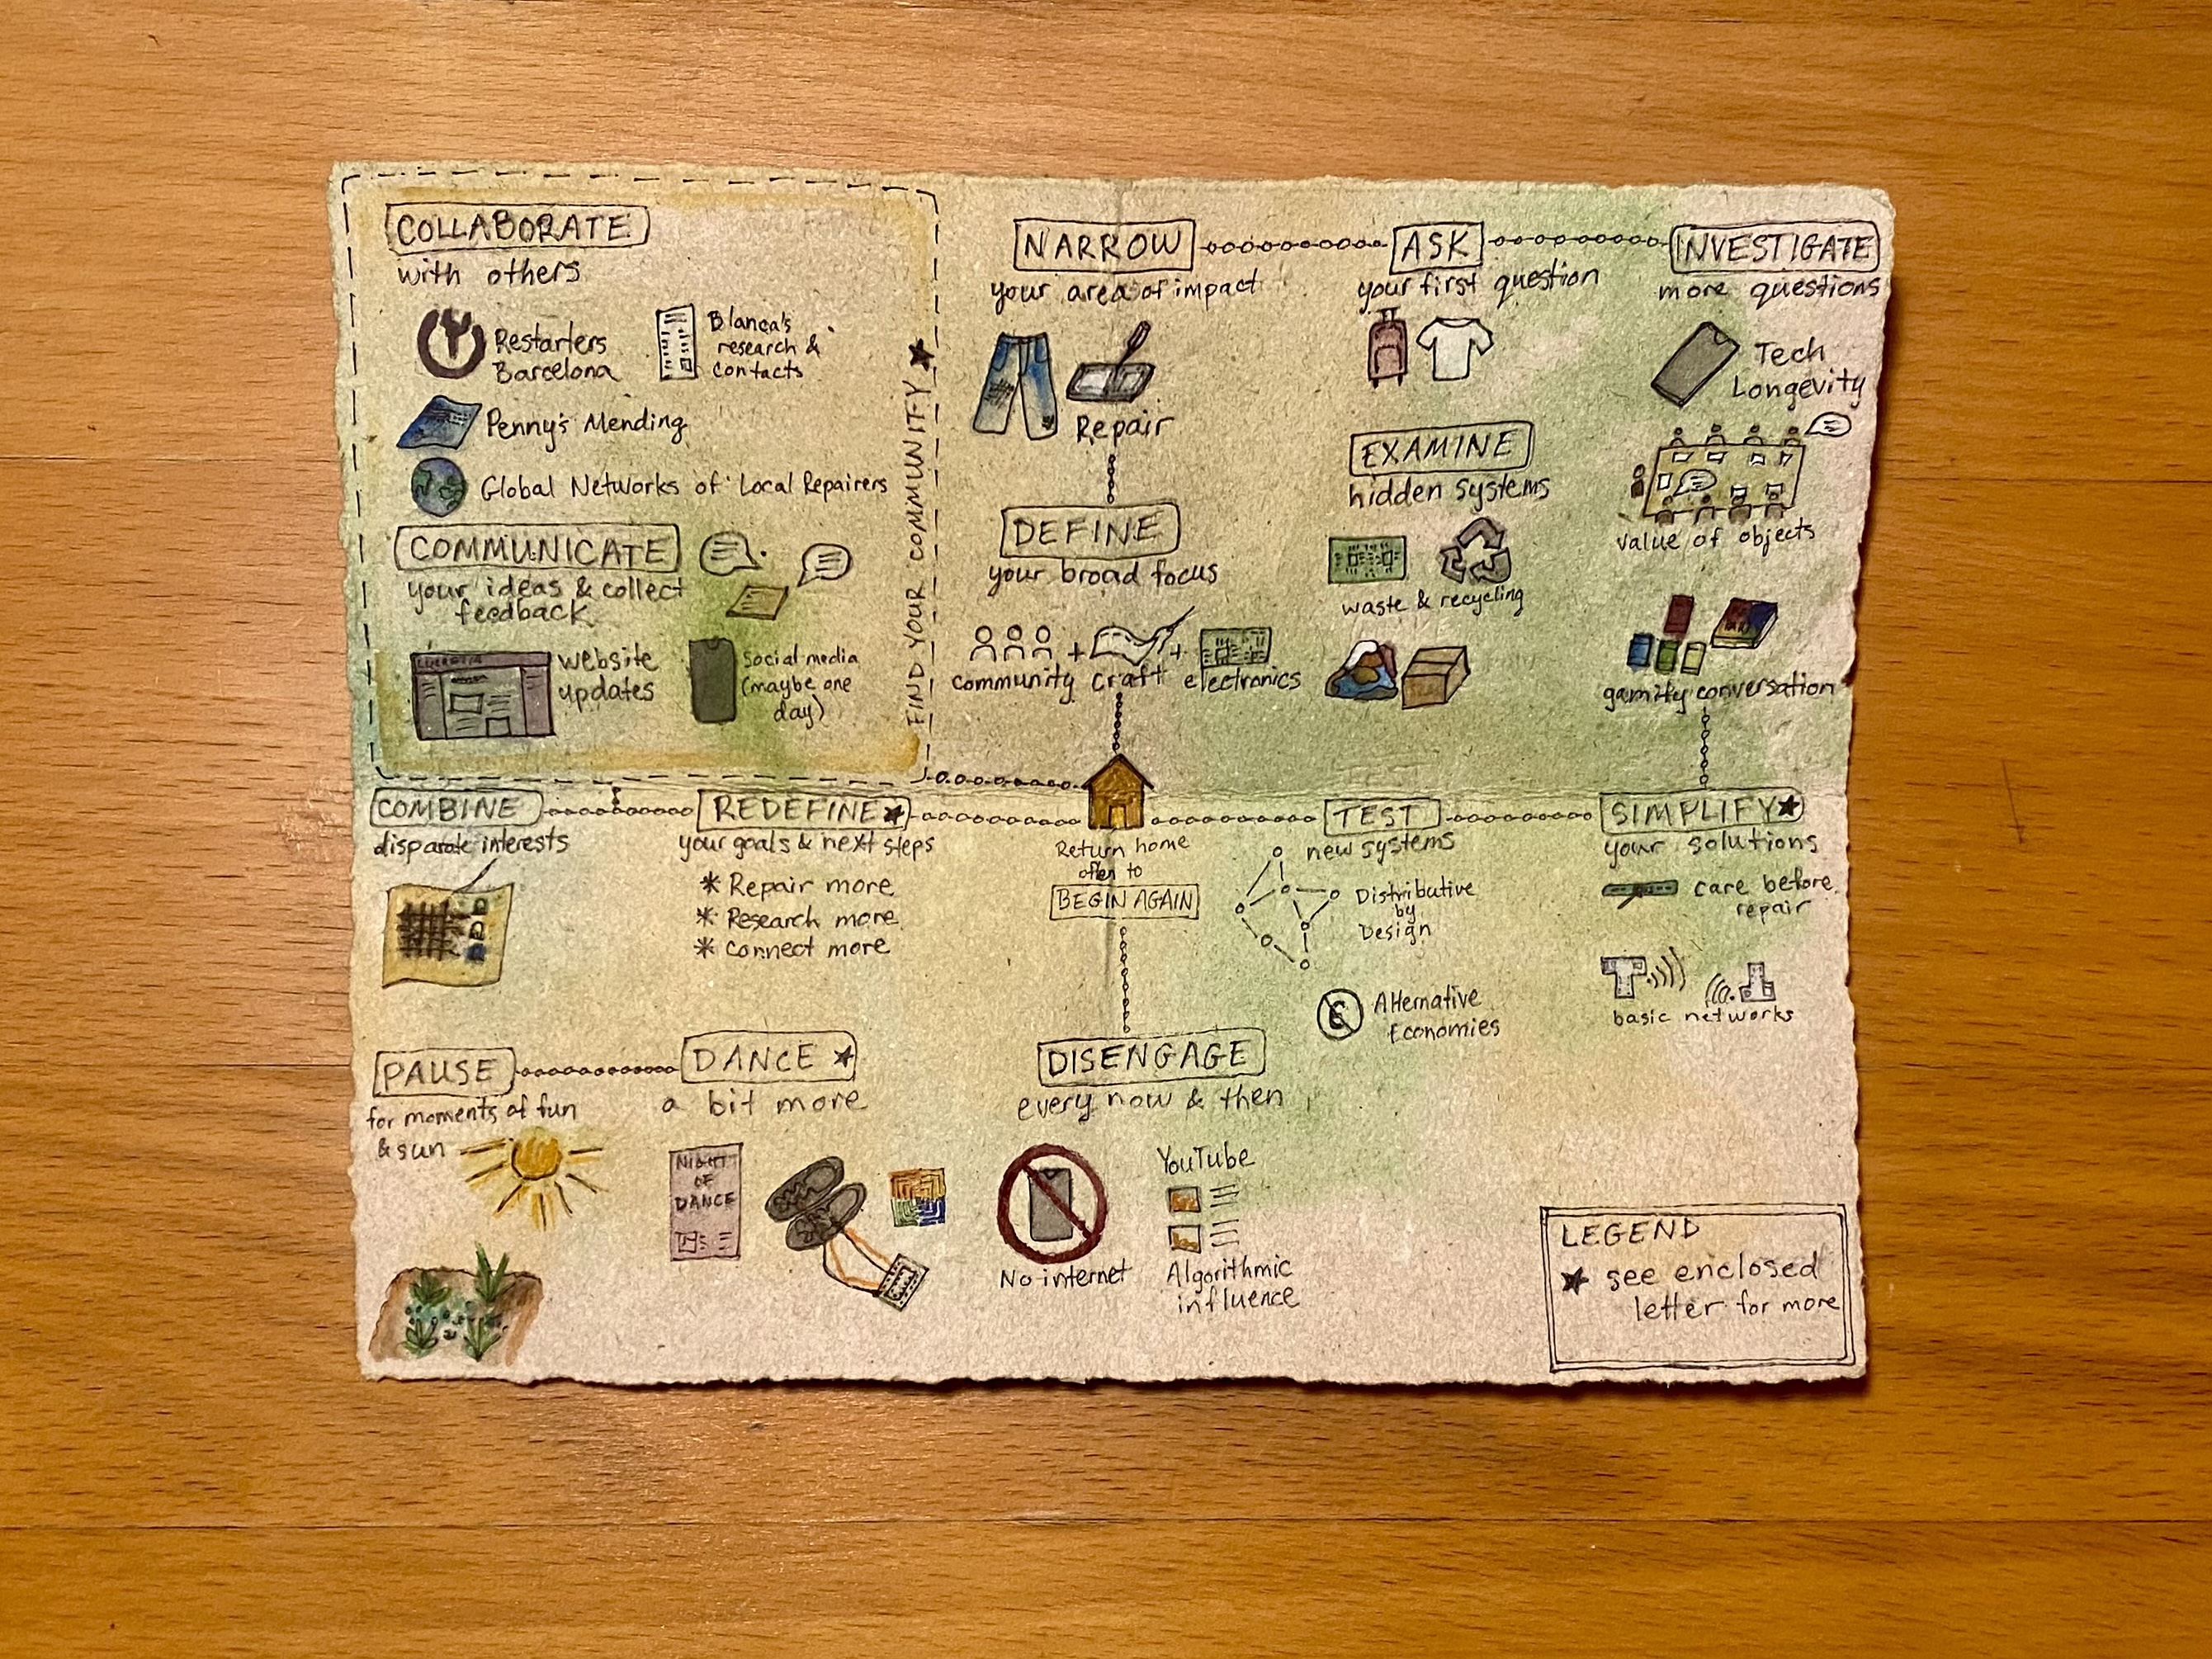 COLLABORATE
with others
Restarters
Barcelona
Blanca's
research &
contacts
Penny's Mending
Global Networks of Local Repairers
COMMUNICATE
your ideas & collect
feedback
website
updates
Social media
(maybe one
day)
FIND YOUR COMMUNITY
NARROW
your area of impact
Repair
DEFINE
your broad focus
community + craft + electronics
ASK
your first question
EXAMINE
hidden systems
waste & recycling
INVESTIGATE
more questions
Tech
Longevity
value of objects
gamify conversation
COMBINE
disparate interests
REDEFINE
your goals & next steps
* Repair more
* Research more
* Connect more
Return home
often to
BEGIN AGAIN
TEST
new systems
Distributive
by
Design
Alternative
Economies
SIMPLIFY
your solutions
care before
repair
basic networks
PAUSE
for moments of fun
& sun
DANCE
a bit more
NIGHT
OF
DANCE
DISENGAGE
every now & then
No internet
YouTube
Algorithmic
influence
LEGEND
★ see enclosed
letter for more